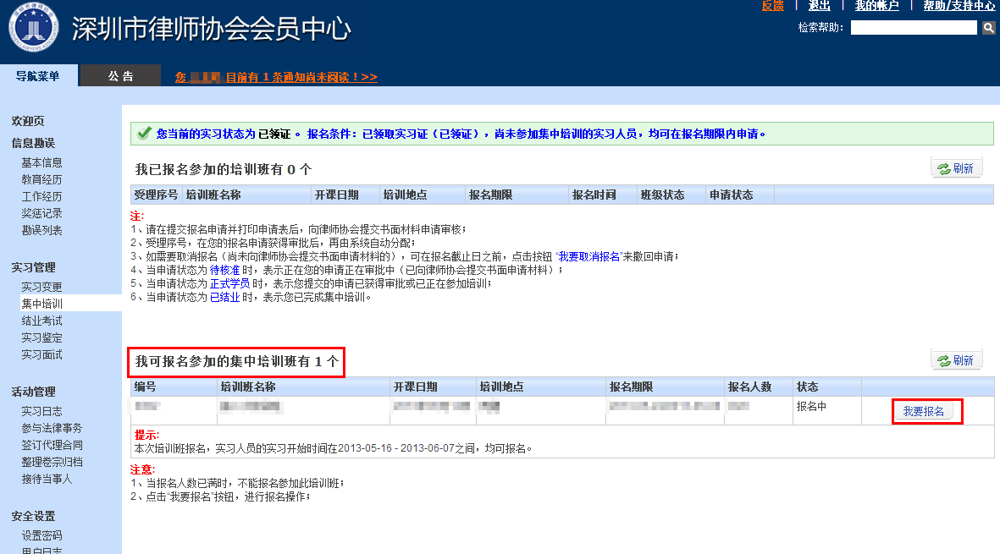 反馈 | 退出 | 我的帐户 | 帮助/支持中心
深圳市律师协会会员中心
检索帮助：
导航菜单 公 告 您 目前有 1 条通知尚未阅读！>>
欢迎页
信息勘误
基本信息
教育经历
工作经历
奖惩记录
勘误列表
实习管理
实习变更
集中培训
结业考试
实习鉴定
实习面试
活动管理
实习日志
参与法律事务
签订代理合同
整理卷宗归档
接待当事人
安全设置
设置密码
用户日志
您当前的实习状态为 已领证 。 报名条件：已领取实习证（已领证），尚未参加集中培训的实习人员，均可在报名期限内申请。
我已报名参加的培训班有 0 个
刷新
受理序号 培训班名称 开课日期 培训地点 报名期限 报名时间 班级状态 申请状态
注:
1、请在提交报名申请并打印申请表后，向律师协会提交书面材料申请审核；
2、受理序号，在您的报名申请获得审批后，再由系统自动分配；
3、如需要取消报名（尚未向律师协会提交书面申请材料的），可在报名截止日之前，点击按钮 “我要取消报名”来撤回申请；
4、当申请状态为 待核准 时，表示正在您的申请正在审批中（已向律师协会提交书面申请材料）；
5、当申请状态为 正式学员 时，表示您提交的申请已获得审批或已正在参加培训；
6、当申请状态为 已结业 时，表示您已完成集中培训。
我可报名参加的集中培训班有 1 个
刷新
编号 培训班名称 开课日期 培训地点 报名期限 报名人数 状态
报名中 我要报名
提示:
本次培训班报名，实习人员的实习开始时间在2013-05-16 - 2013-06-07之间，均可报名。
注意:
1、当报名人数已满时，不能报名参加此培训班；
2、点击“我要报名”按钮，进行报名操作；